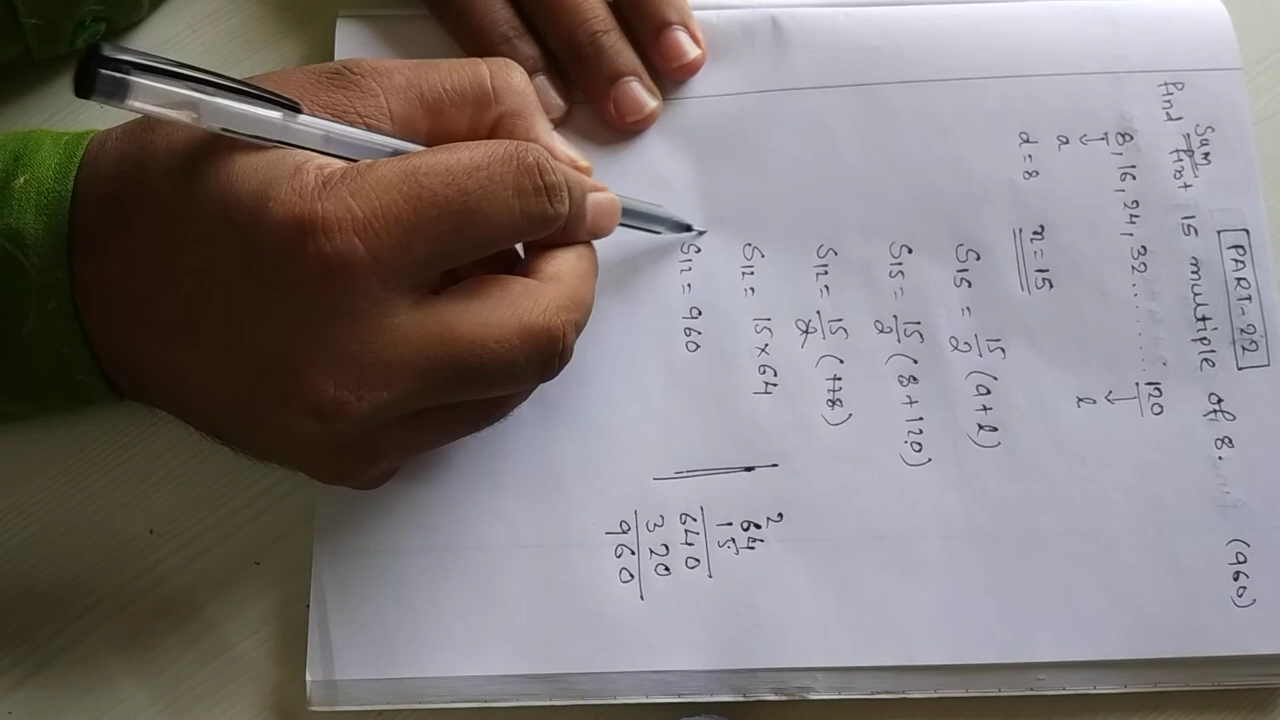 PART-22
Sum
find first 15 multiple of 8. (960)
8, 16, 24, 32......... 120
a l
d=8 n=15
S15 = 15/2 (a+l)
S15 = 15/2 (8+120)
S12 = 15/2 (128)
S12 = 15×64
S12 = 960
2
64
15
640
320
960